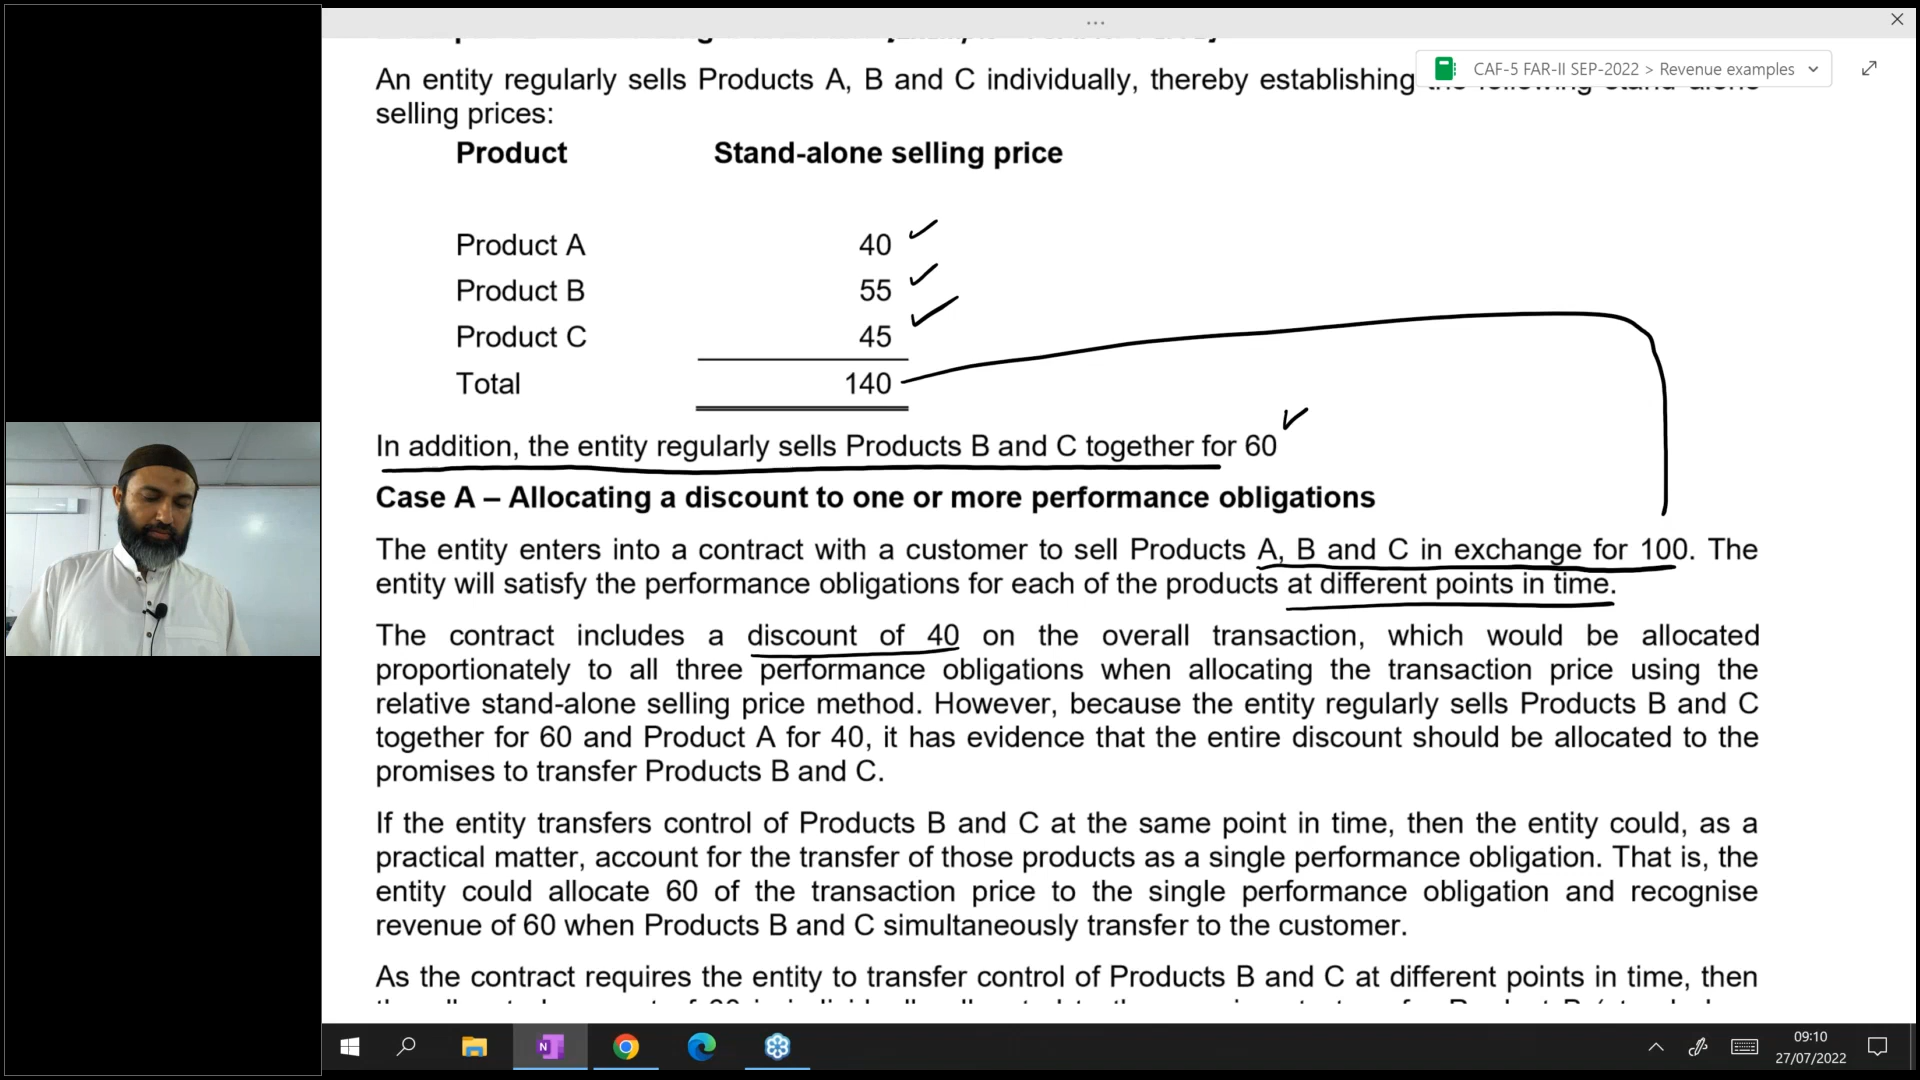 An entity regularly sells Products A, B and C individually, thereby establishing the following stand-alone
selling prices:
CAF-5 FAR-II SEP-2022 > Revenue examples
Product Stand-alone selling price
Product A 40
Product B 55
Product C 45
Total 140
In addition, the entity regularly sells Products B and C together for 60
Case A – Allocating a discount to one or more performance obligations
The entity enters into a contract with a customer to sell Products A, B and C in exchange for 100. The
entity will satisfy the performance obligations for each of the products at different points in time.
The contract includes a discount of 40 on the overall transaction, which would be allocated
proportionately to all three performance obligations when allocating the transaction price using the
relative stand-alone selling price method. However, because the entity regularly sells Products B and C
together for 60 and Product A for 40, it has evidence that the entire discount should be allocated to the
promises to transfer Products B and C.
If the entity transfers control of Products B and C at the same point in time, then the entity could, as a
practical matter, account for the transfer of those products as a single performance obligation. That is, the
entity could allocate 60 of the transaction price to the single performance obligation and recognise
revenue of 60 when Products B and C simultaneously transfer to the customer.
As the contract requires the entity to transfer control of Products B and C at different points in time, then
09:10
27/07/2022